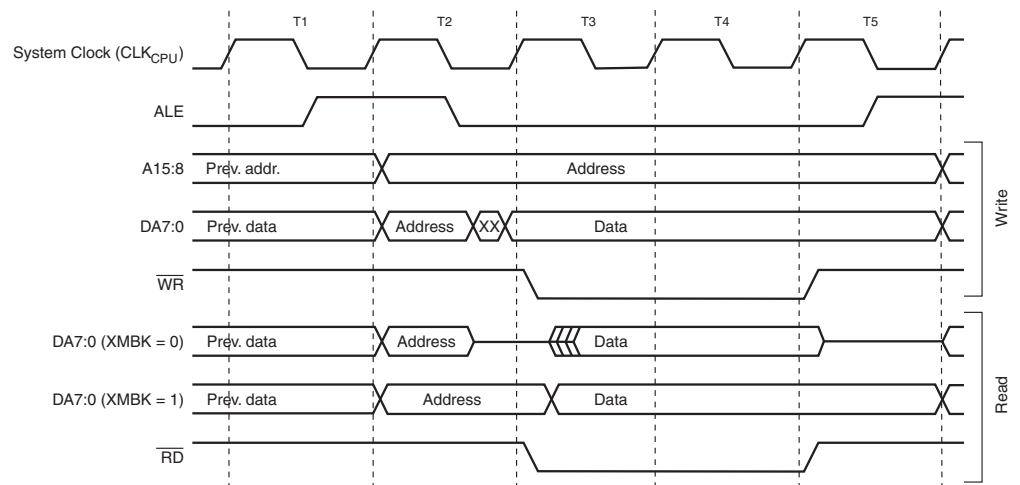 T1 T2 T3 T4 T5
System Clock (CLKCPU)
ALE
A15:8 Prev. addr. Address
DA7:0 Prev. data Address XX Data
WR
Write
DA7:0 (XMBK = 0) Prev. data Address Data
DA7:0 (XMBK = 1) Prev. data Address Data
RD
Read